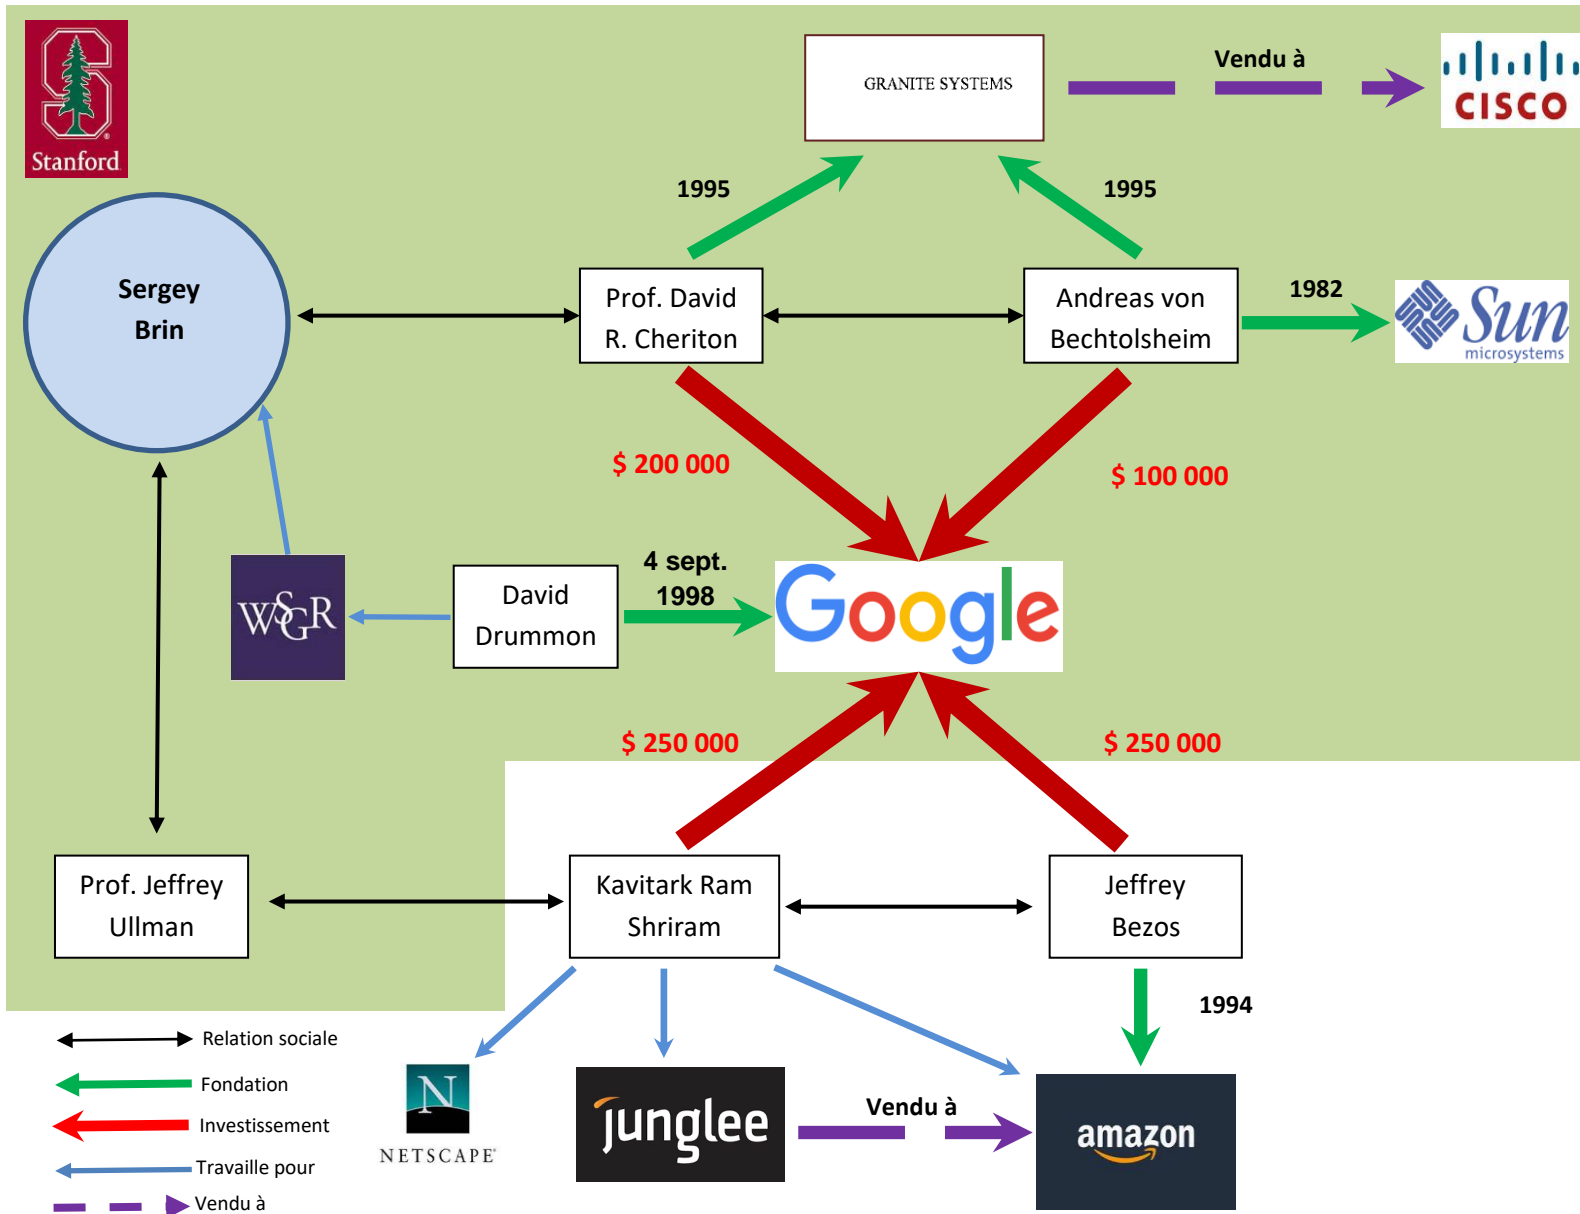 Stanford
GRANITE SYSTEMS
Vendu à
CISCO
1995
1995
Sergey
Brin
Prof. David
R. Cheriton
Andreas von
Bechtolsheim
1982
Sun
microsystems
$ 200 000
$ 100 000
WSGR
David
Drummon
4 sept.
1998
Google
$ 250 000
$ 250 000
Prof. Jeffrey
Ullman
Kavitark Ram
Shriram
Jeffrey
Bezos
1994
Relation sociale
Fondation
Investissement
Travaille pour
Vendu à
N
NETSCAPE
junglee
Vendu à
amazon